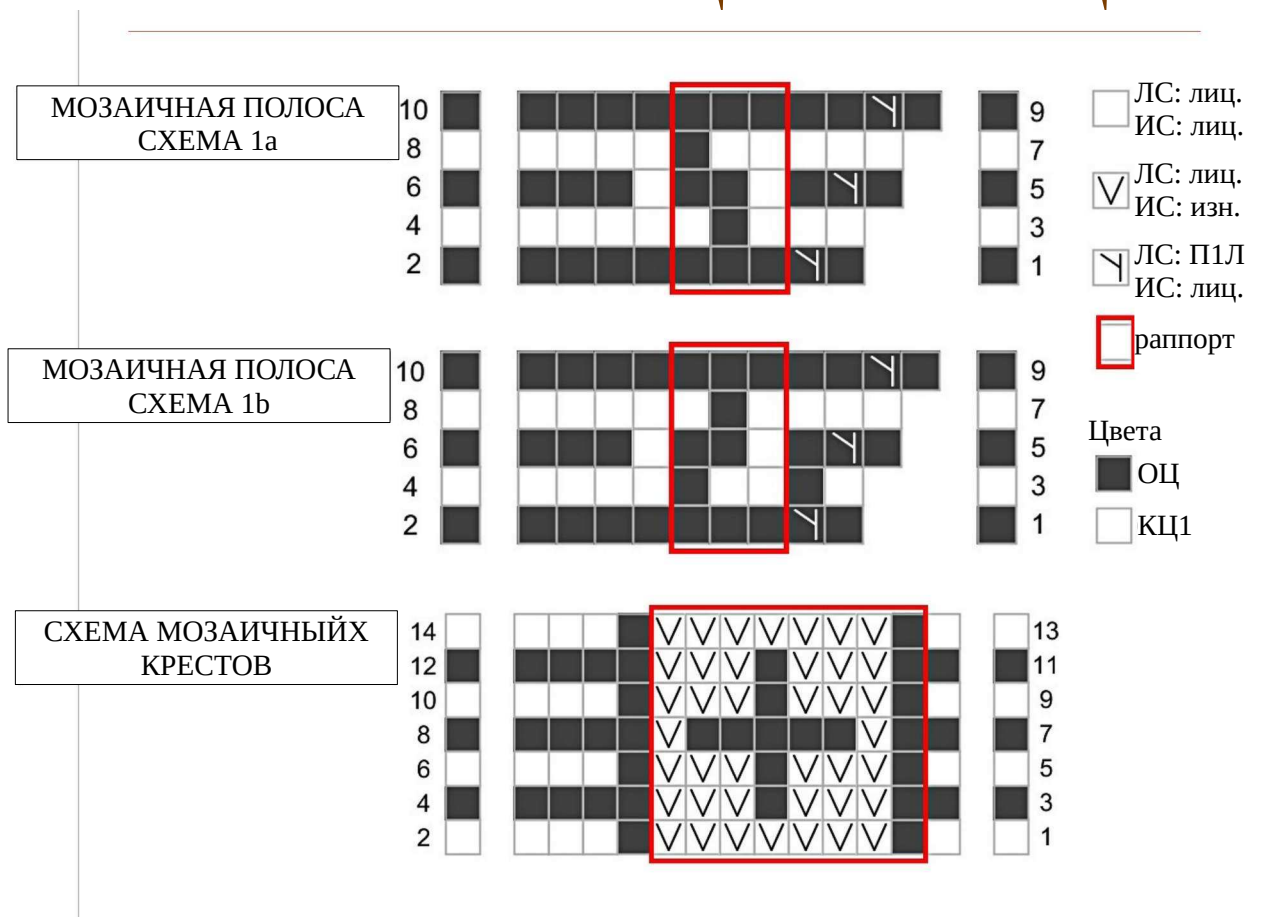 МОЗАИЧНАЯ ПОЛОСА
СХЕМА 1a
10
9
8
7
6
5
4
3
2
1
ЛС: лиц.
ИС: лиц.
ЛС: лиц.
ИС: изн.
ЛС: П1Л
ИС: лиц.
раппорт
МОЗАИЧНАЯ ПОЛОСА
СХЕМА 1b
10
9
8
7
6
5
4
3
2
1
Цвета
ОЦ
КЦ1
СХЕМА МОЗАИЧНЫЙХ
КРЕСТОВ
14
13
12
11
10
9
8
7
6
5
4
3
2
1